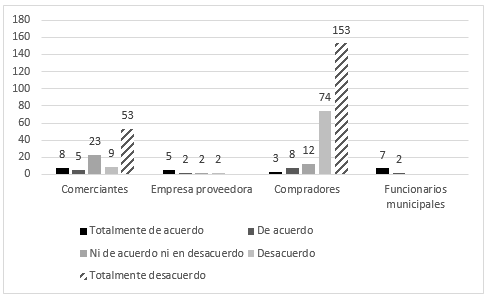 180
160
153
140
120
100
80
74
60
53
40
23
20
8 5 9 5 2 2 2 3 8 12 7 2
0
Comerciantes Empresa proveedora Compradores Funcionarios
municipales
Totalmente de acuerdo De acuerdo
Ni de acuerdo ni en desacuerdo Desacuerdo
Totalmente desacuerdo